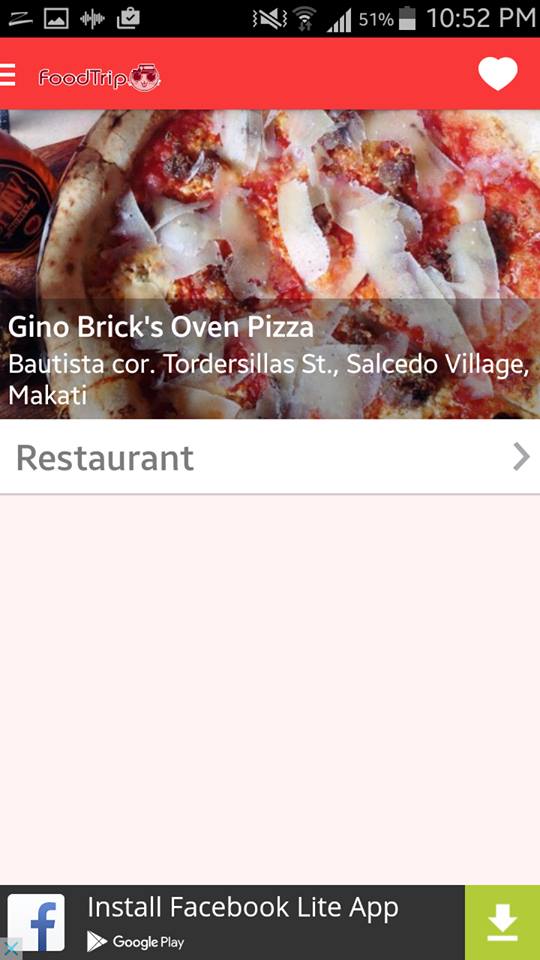 51% 10:52 PM
FoodTrip
Gino Brick's Oven Pizza
Bautista cor. Tordersillas St., Salcedo Village,
Makati
Restaurant
Install Facebook Lite App
Google Play